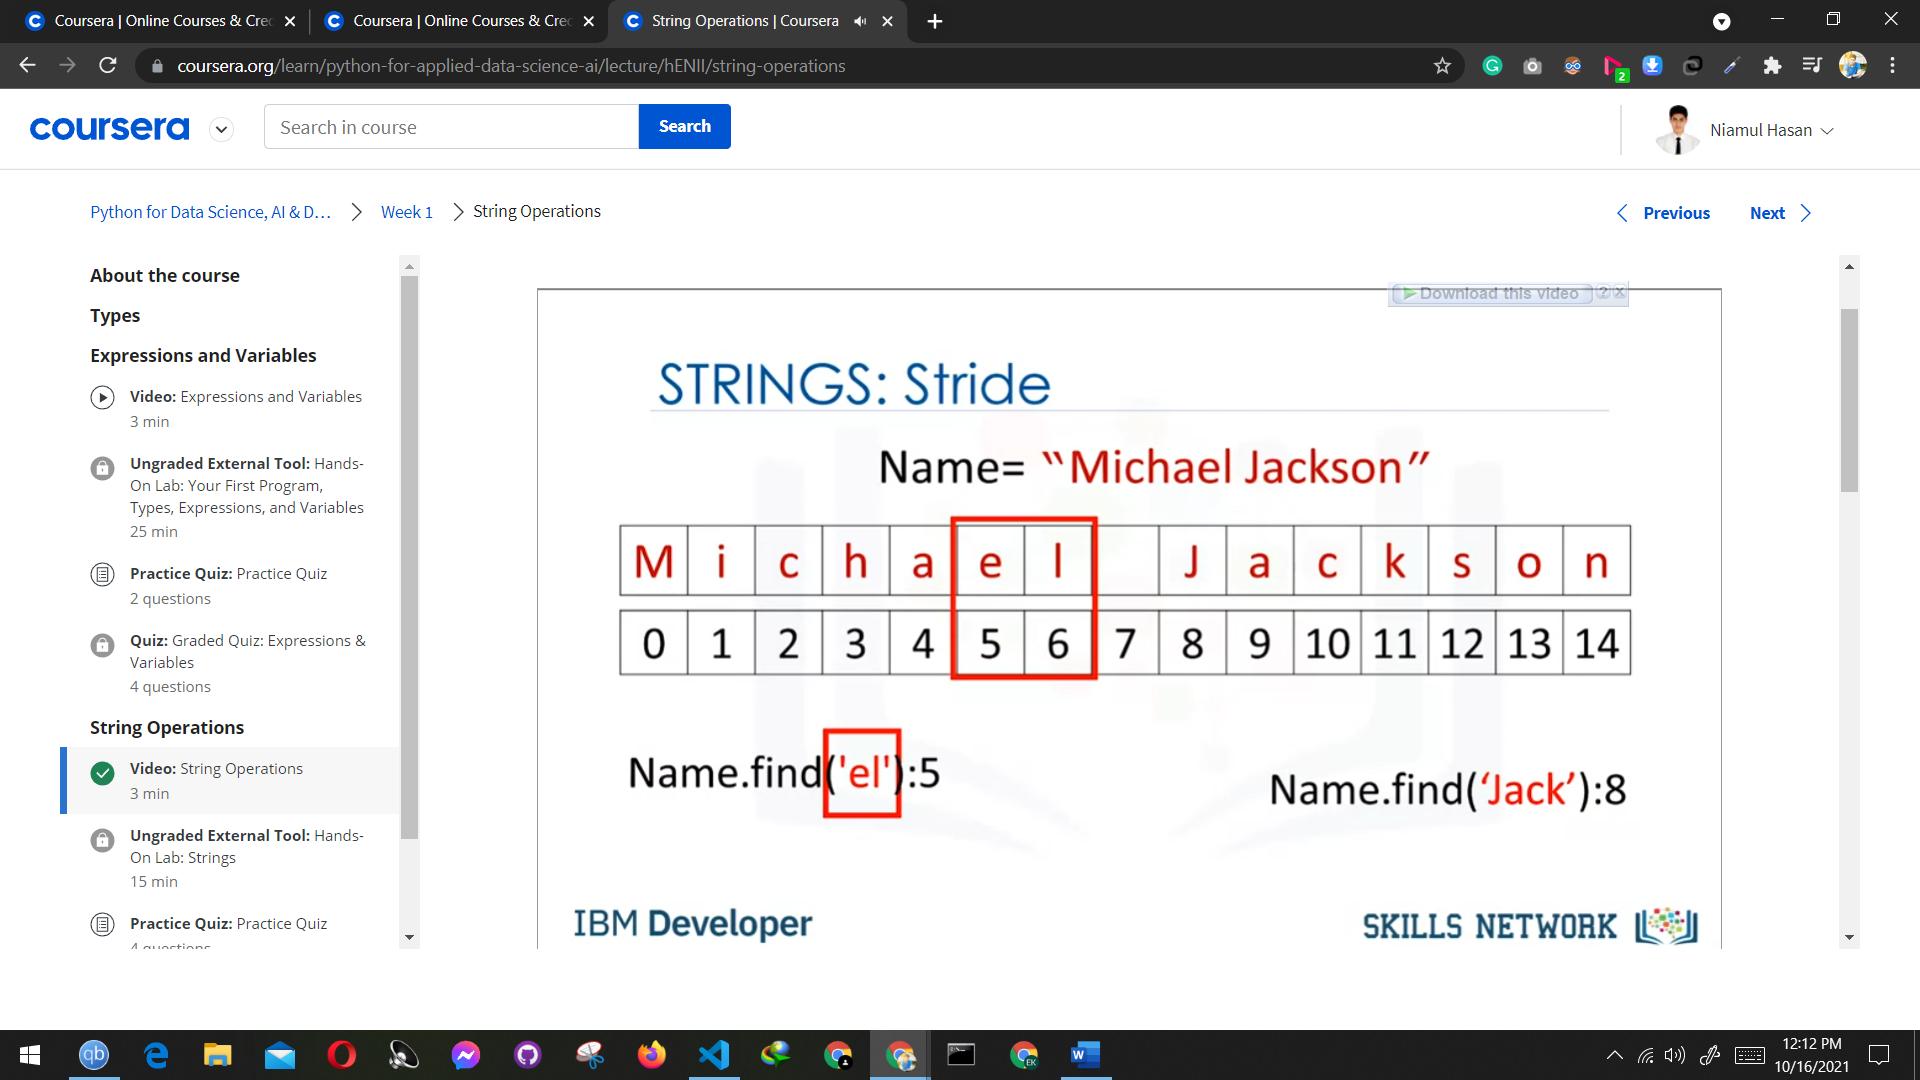 Coursera | Online Courses & Cre
Coursera | Online Courses & Cre
String Operations | Coursera
coursera.org/learn/python-for-applied-data-science-ai/lecture/hENII/string-operations
2
coursera
Search in course
Search
Niamul Hasan
Python for Data Science, AI & D...
Week 1
String Operations
Previous
Next
About the course
Types
Expressions and Variables
Video: Expressions and Variables
3 min
Ungraded External Tool: Hands-
On Lab: Your First Program,
Types, Expressions, and Variables
25 min
Practice Quiz: Practice Quiz
2 questions
Quiz: Graded Quiz: Expressions &
Variables
4 questions
String Operations
Video: String Operations
3 min
Ungraded External Tool: Hands-
On Lab: Strings
15 min
Practice Quiz: Practice Quiz
4 questions
Download this video ? X
STRINGS: Stride
Name= “Michael Jackson”
M i c h a e l J a c k s o n
0 1 2 3 4 5 6 7 8 9 10 11 12 13 14
Name.find('el'):5
Name.find(‘Jack’):8
IBM Developer
SKILLS NETWORK
qb
EK
W
12:12 PM
10/16/2021